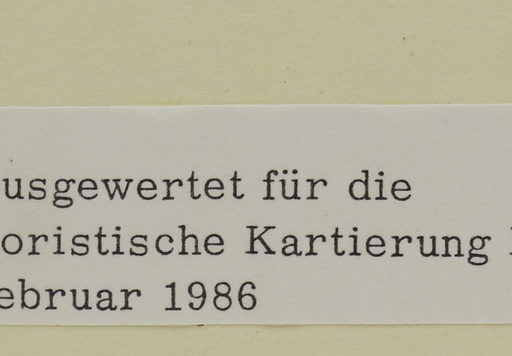 usgewertet für die
oristische Kartierung
ebruar 1986